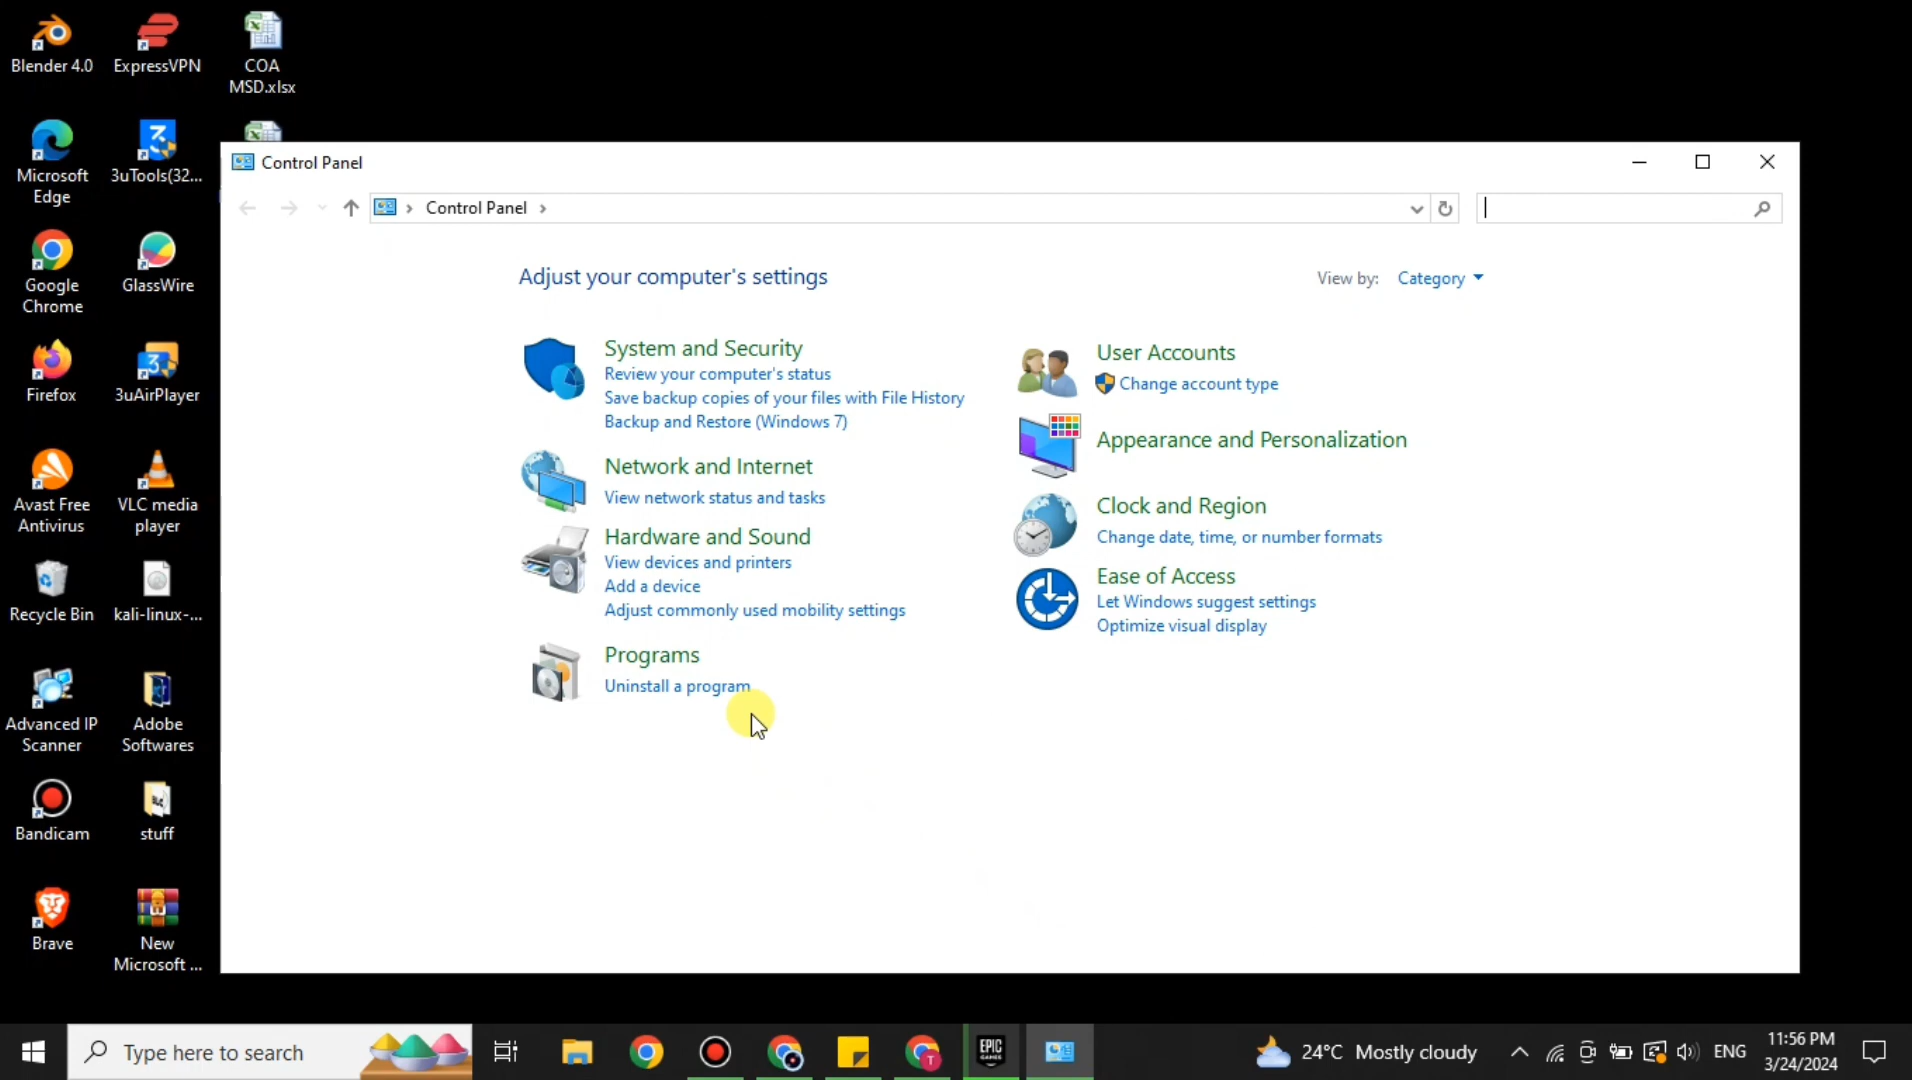 Blender 4.0
ExpressVPN
COA
MSD.xlsx
Microsoft
Edge
3uTools(32...
Google
Chrome
GlassWire
Firefox
3uAirPlayer
Avast Free
Antivirus
VLC media
player
Recycle Bin
kali-linux-...
Advanced IP
Scanner
Adobe
Softwares
Bandicam
stuff
Brave
New
Microsoft ...
Control Panel
Control Panel
Adjust your computer's settings
View by: Category
System and Security
Review your computer's status
Save backup copies of your files with File History
Backup and Restore (Windows 7)
Network and Internet
View network status and tasks
Hardware and Sound
View devices and printers
Add a device
Adjust commonly used mobility settings
Programs
Uninstall a program
User Accounts
Change account type
Appearance and Personalization
Clock and Region
Change date, time, or number formats
Ease of Access
Let Windows suggest settings
Optimize visual display
Type here to search
T
EPIC
GAMES
24°C Mostly cloudy
ENG
11:56 PM
3/24/2024